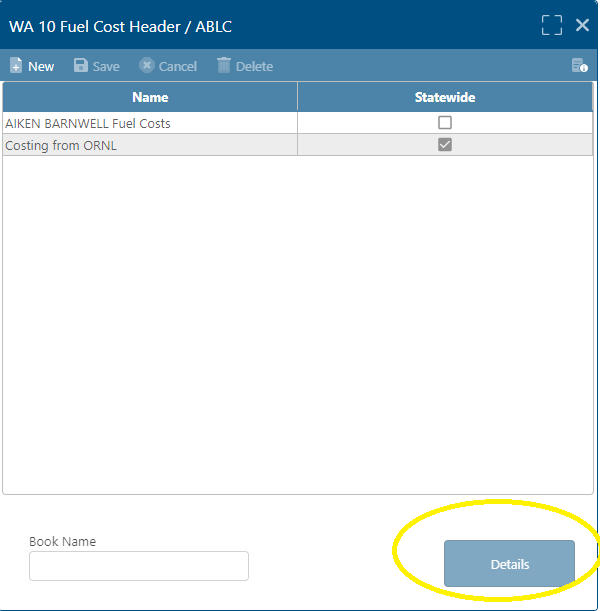 WA 10 Fuel Cost Header / ABLC
New Save Cancel Delete
Name Statewide
AIKEN BARNWELL Fuel Costs
Costing from ORNL
Book Name
Details